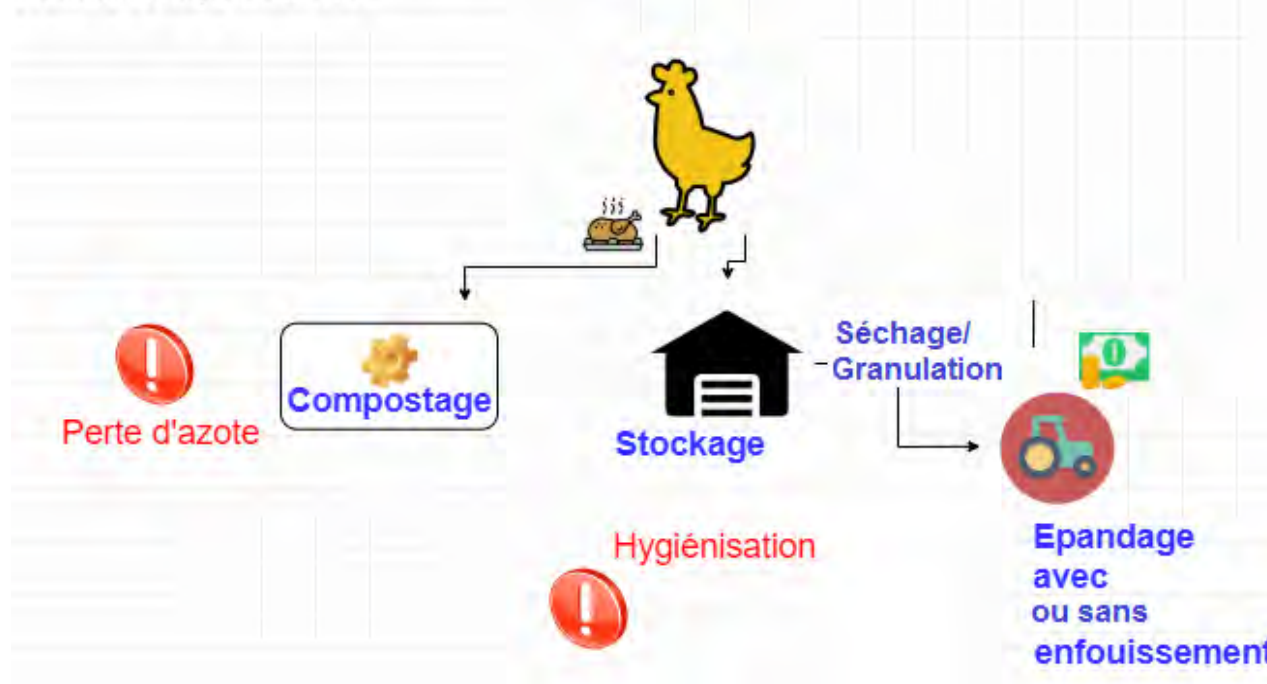 Séchage/
Granulation
Compostage
Perte d'azote
Stockage
Hygiénisation
Epandage
avec
ou sans
enfouissement